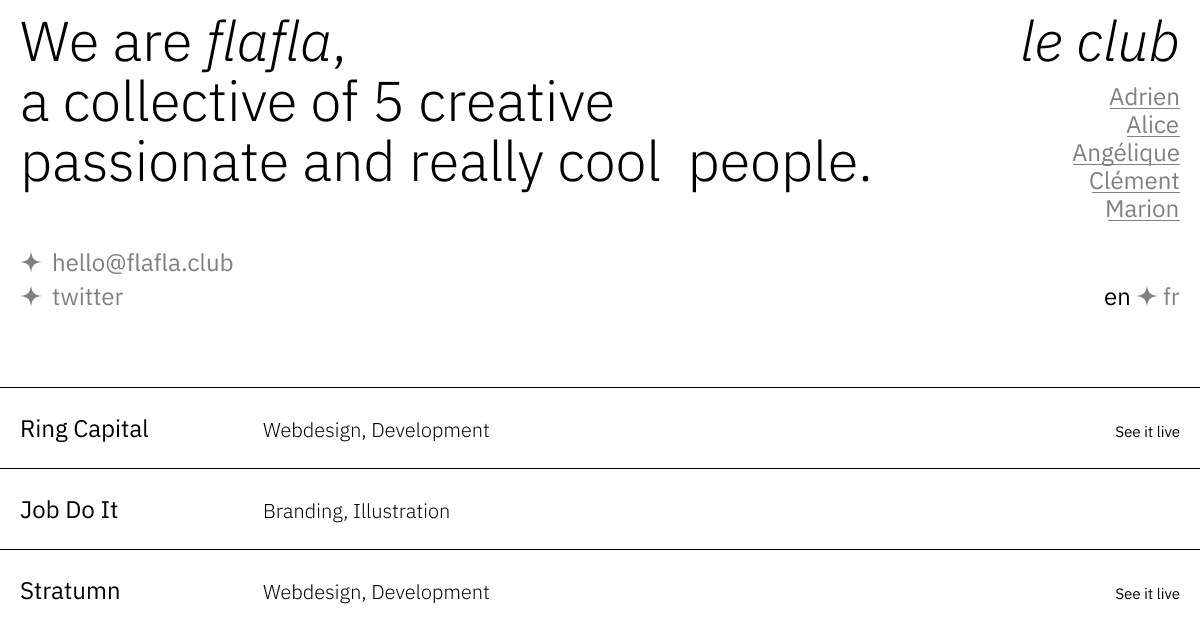 We are flafla,
a collective of 5 creative
passionate and really cool  people.
✦ hello@flafla.club
✦ twitter
le club
Adrien
Alice
Angélique
Clément
Marion
en ✦ fr
Ring Capital Webdesign, Development See it live
Job Do It Branding, Illustration
Stratumn Webdesign, Development See it live